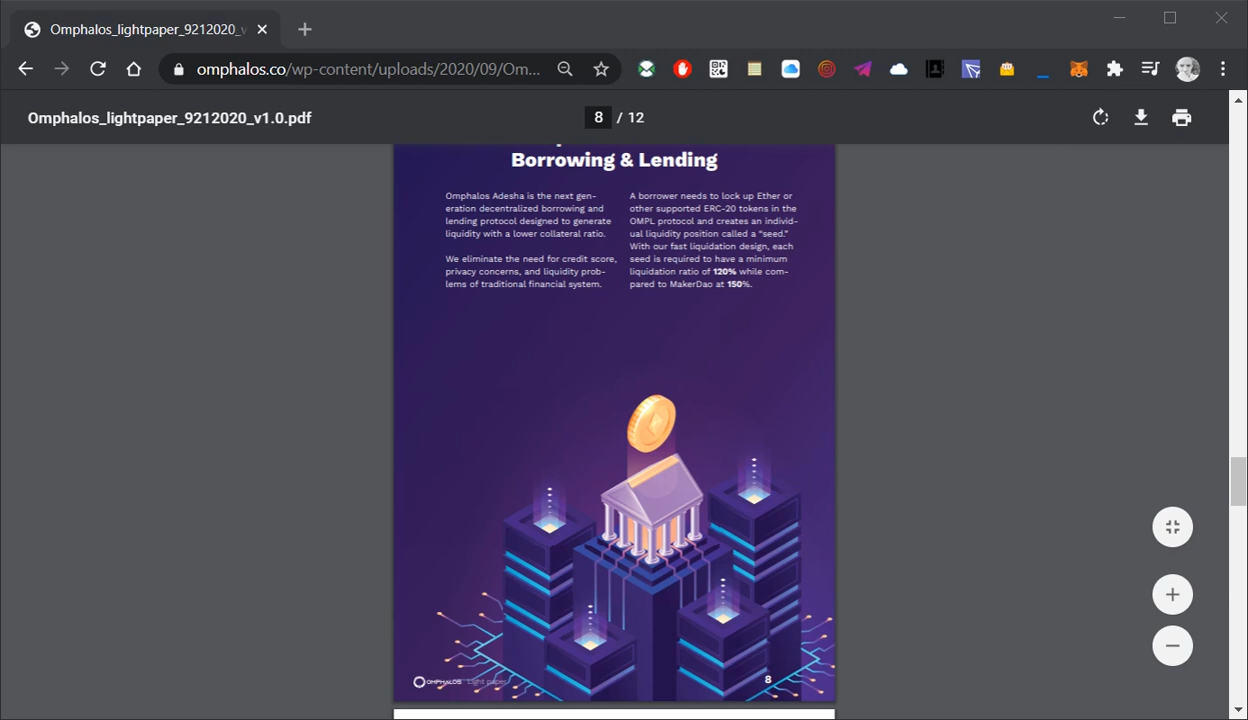 Omphalos_lightpaper_9212020_v
omphalos.co/wp-content/uploads/2020/09/Om...
Omphalos_lightpaper_9212020_v1.0.pdf
8 / 12
Borrowing & Lending
Omphalos Adesha is the next gen-
eration decentralized borrowing and
lending protocol designed to generate
liquidity with a lower collateral ratio.
We eliminate the need for credit score,
privacy concerns, and liquidity prob-
lems of traditional financial system.
A borrower needs to lock up Ether or
other supported ERC-20 tokens in the
OMPL protocol and creates an individ-
ual liquidity position called a “seed.”
With our fast liquidation design, each
seed is required to have a minimum
liquidation ratio of 120% while com-
pared to MakerDao at 150%.
OMPHALOS Light paper
8